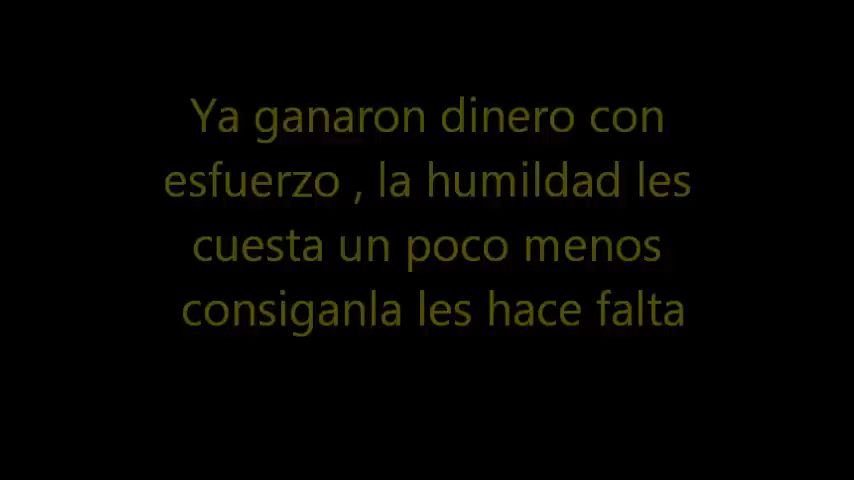 Ya ganaron dinero con
esfuerzo , la humildad les
cuesta un poco menos
consiganla les hace falta